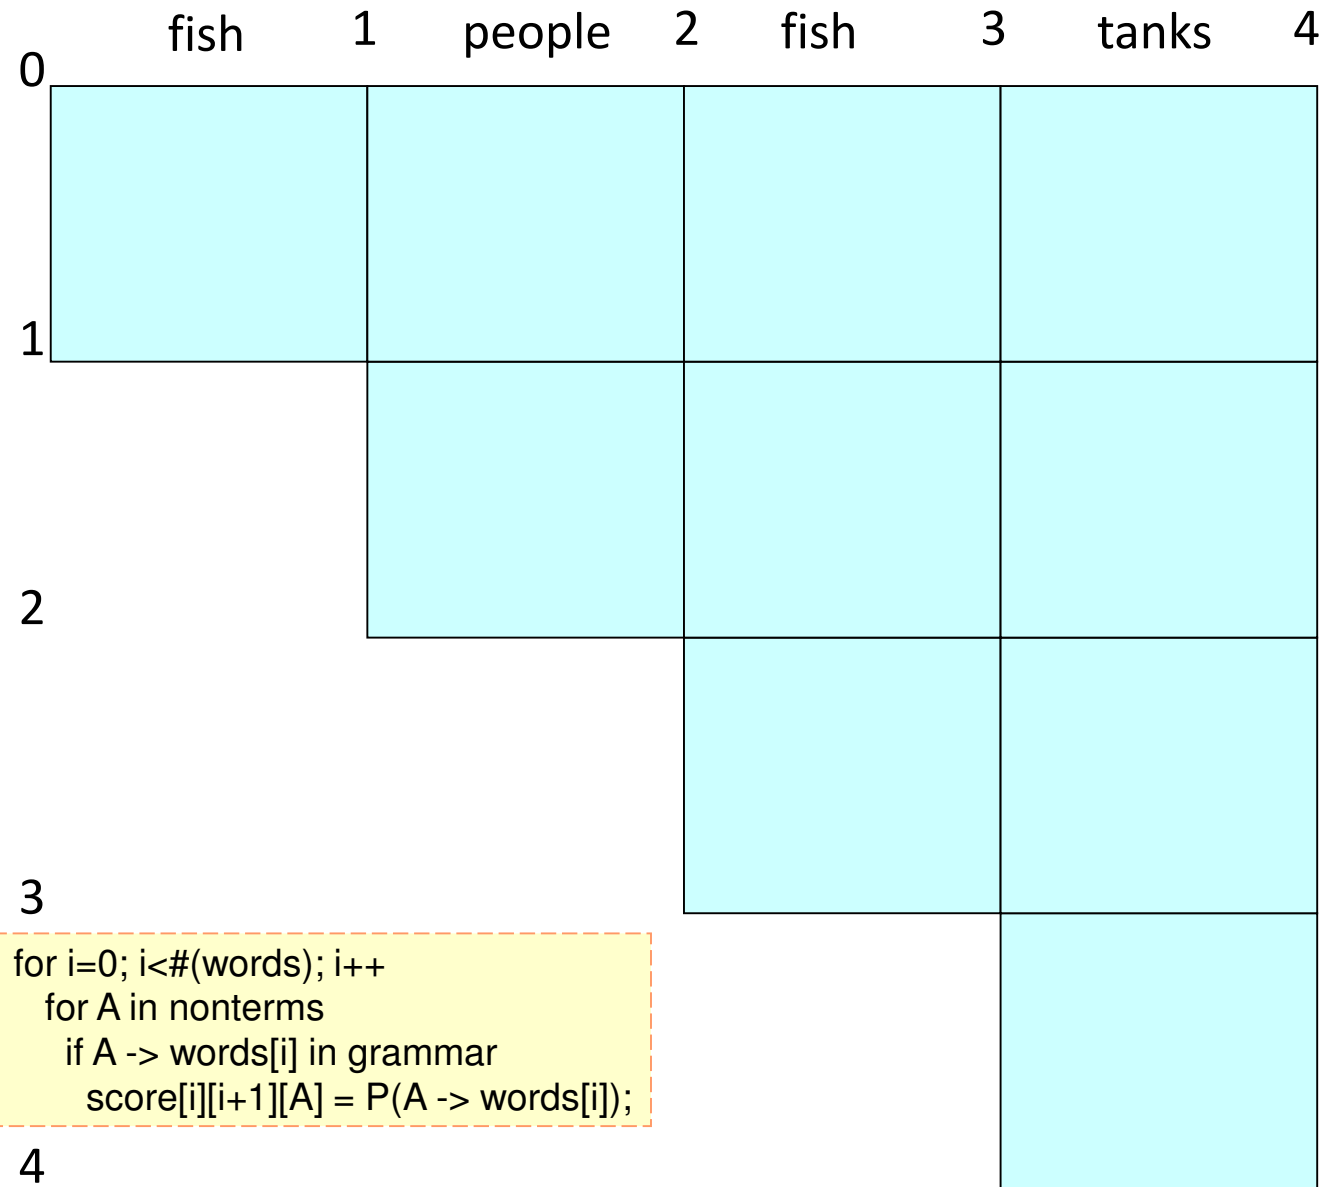 fish 1 people 2 fish 3 tanks 4
0
1
2
3
for i=0; i<#(words); i++
for A in nonterms
if A -> words[i] in grammar
score[i][i+1][A] = P(A -> words[i]);
4